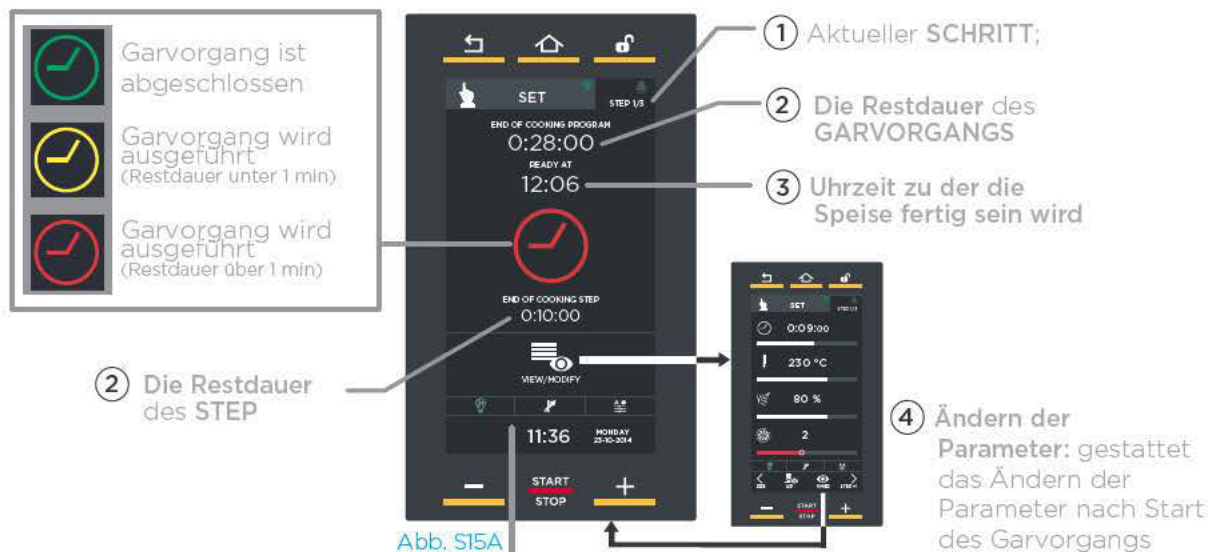 Garvorgang ist
abgeschlossen
Garvorgang wird
ausgeführt
(Restdauer unter 1 min)
Garvorgang wird
ausgeführt
(Restdauer über 1 min)
SET
STEP 1/3
END OF COOKING PROGRAM
0:28:00
READY AT
12:06
END OF COOKING STEP
0:10:00
VIEW/MODIFY
11:36
MONDAY
23-10-2014
START
STOP
1 Aktueller SCHRITT;
2 Die Restdauer des
GARVORGANGS
3 Uhrzeit zu der die
Speise fertig sein wird
2 Die Restdauer
des STEP
SET
STEP 1/3
0:09:00
230 °C
80 %
2
START
STOP
4 Ändern der
Parameter: gestattet
das Ändern der
Parameter nach Start
des Garvorgangs
Abb. S15A